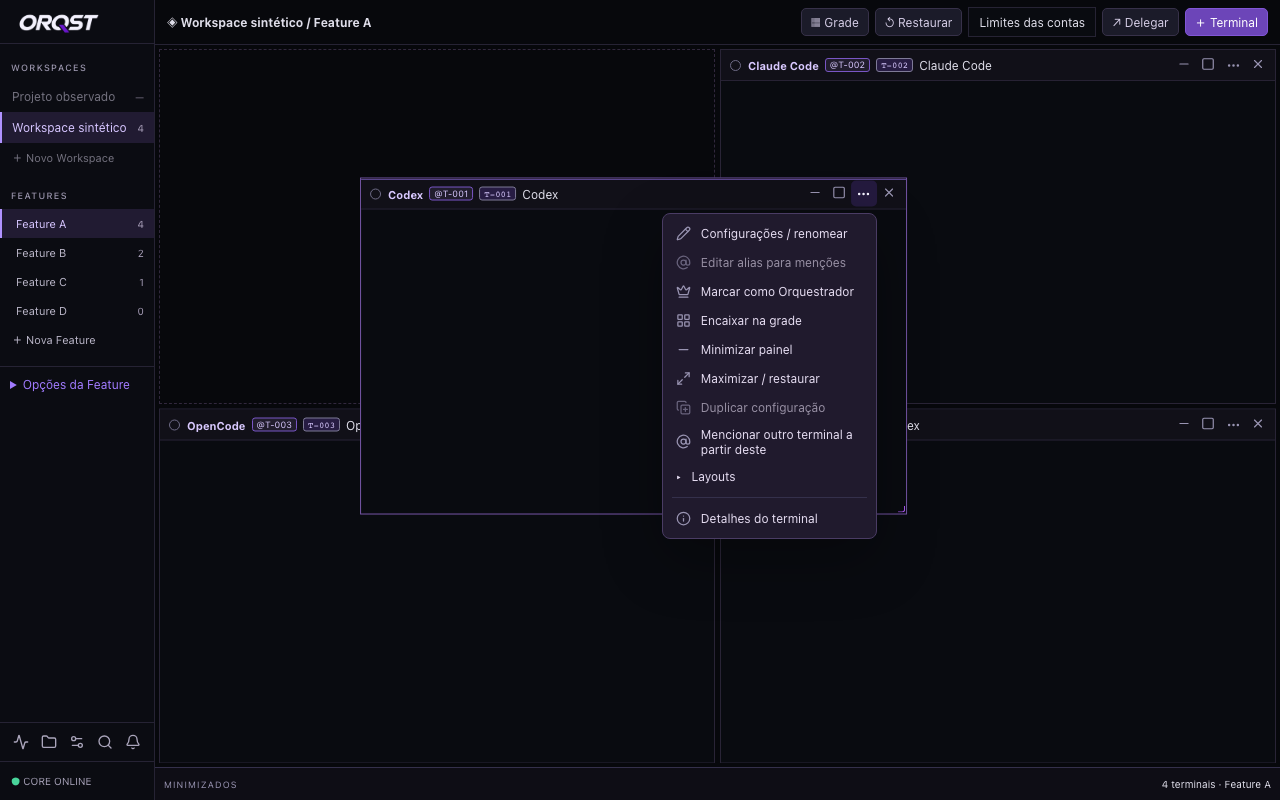 ORQST
◈ Workspace sintético / Feature A
▦ Grade
↺ Restaurar
Limites das contas
↗ Delegar
+ Terminal
WORKSPACES
Projeto observado —
Workspace sintético 4
+ Novo Workspace
FEATURES
Feature A 4
Feature B 2
Feature C 1
Feature D 0
+ Nova Feature
▶ Opções da Feature
CORE ONLINE
Claude Code @T-002 T-002 Claude Code
Codex @T-001 T-001 Codex
Configurações / renomear
Editar alias para menções
Marcar como Orquestrador
Encaixar na grade
Minimizar painel
Maximizar / restaurar
Duplicar configuração
Mencionar outro terminal a
partir deste
▸ Layouts
Detalhes do terminal
OpenCode @T-003 T-003 Op
ex
MINIMIZADOS
4 terminais · Feature A